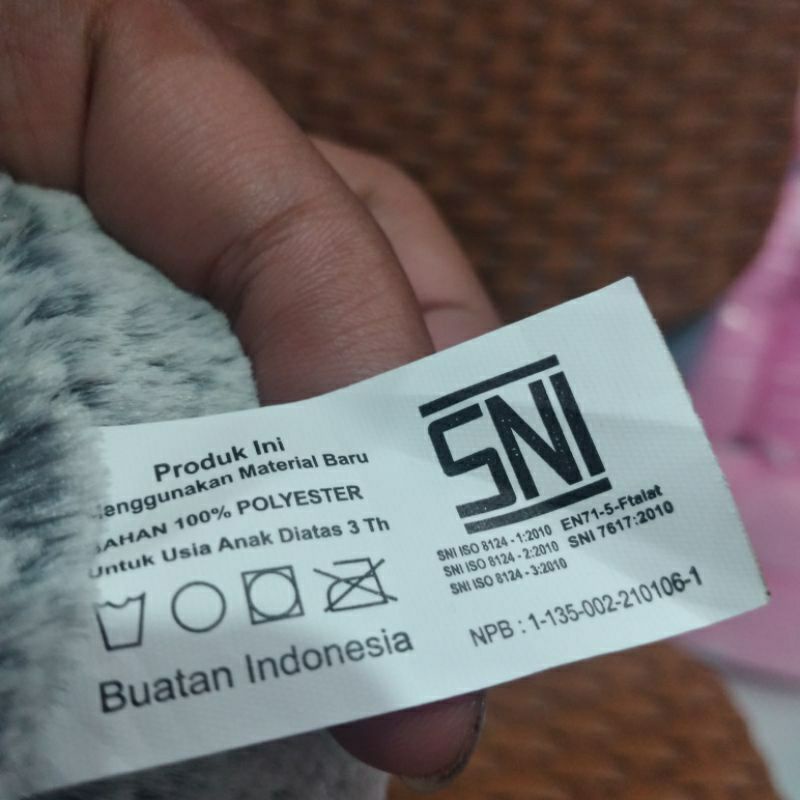 Produk Ini
Menggunakan Material Baru
BAHAN 100% POLYESTER
Untuk Usia Anak Diatas 3 Th
Buatan Indonesia
SNI
SNI ISO 8124 - 1:2010 EN71-5-Ftalat
SNI ISO 8124 - 2:2010 SNI 7617:2010
SNI ISO 8124 - 3:2010
NPB : 1-135-002-210106-1